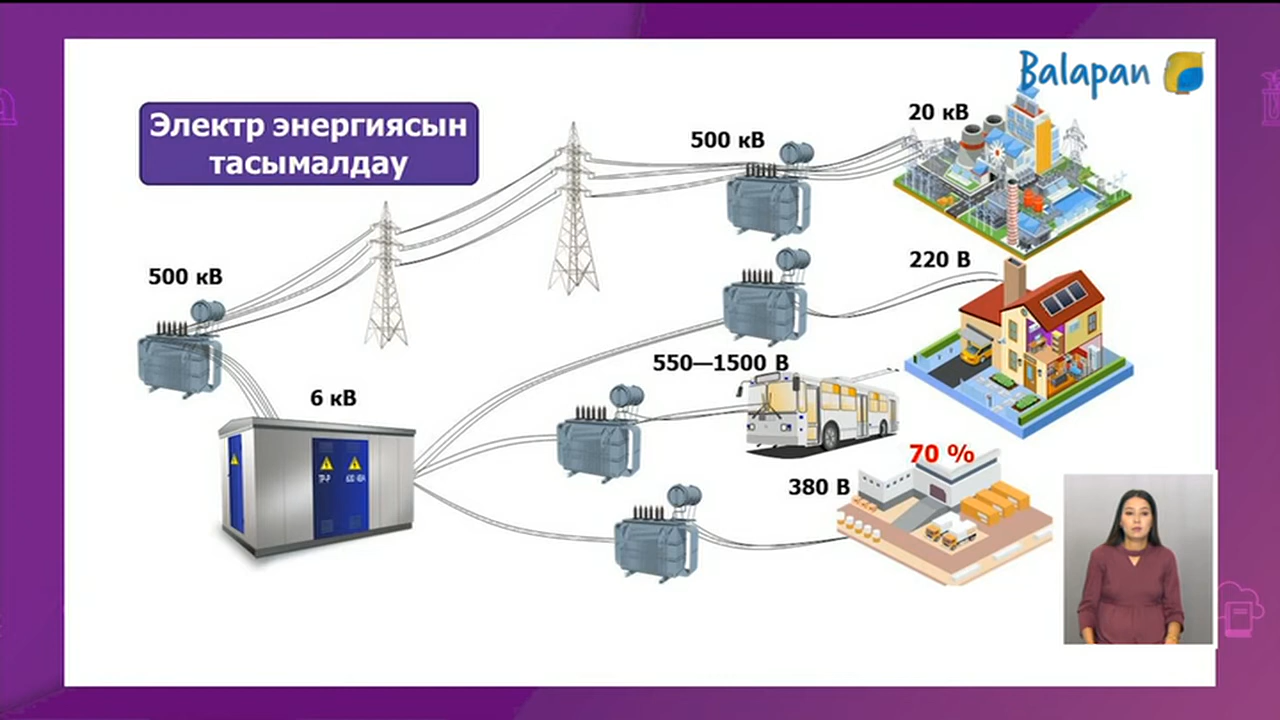 Balapan
Электр энергиясын
тасымалдау
500 кВ
20 кВ
500 кВ
220 В
550—1500 В
6 кВ
70 %
380 В